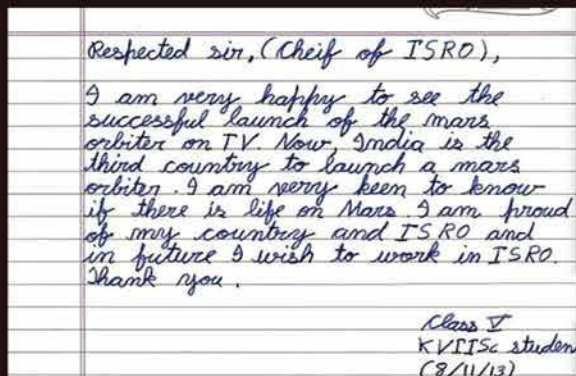 Respected sir, (Cheif of ISRO),
I am very happy to see the
successful launch of the mars
orbiter on TV. Now, India is the
third country to launch a mars
orbiter. I am very keen to know
if there is life on Mars. I am proud
of my country and ISRO and
in future I wish to work in ISRO.
Thank you.
Class V
KVIISc studen
(8/11/13)